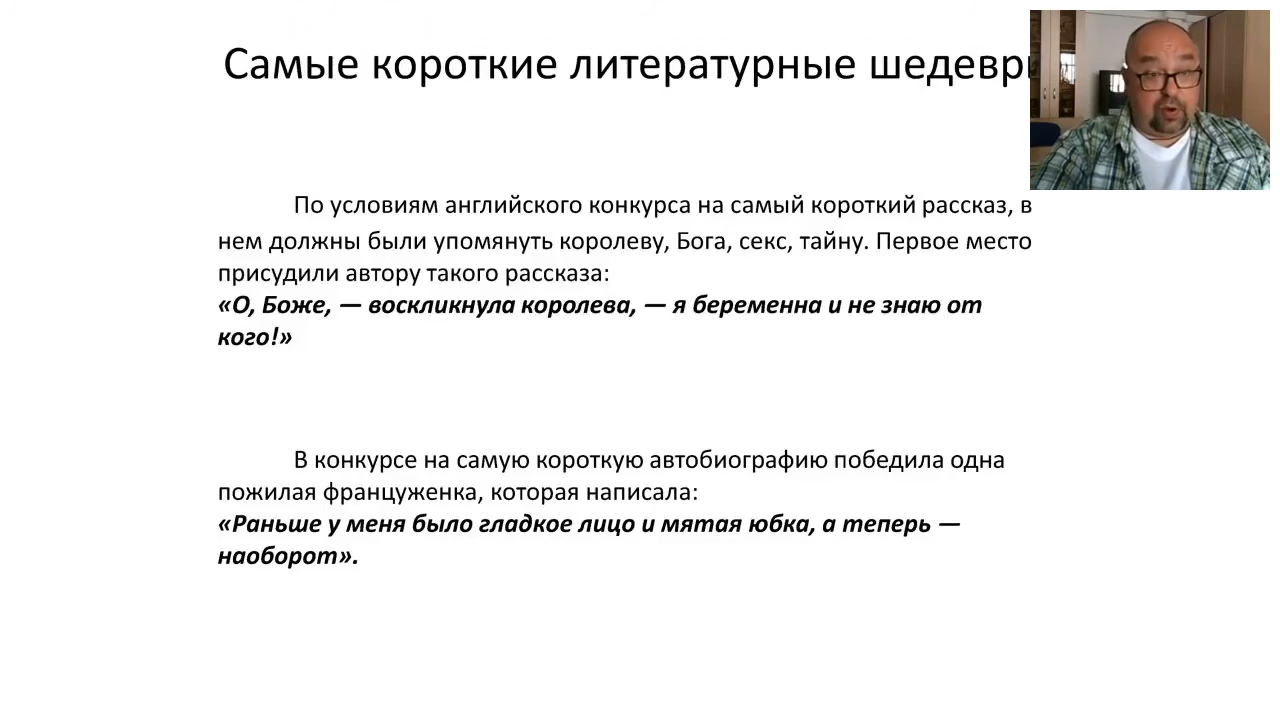 Самые короткие литературные шедевры
По условиям английского конкурса на самый короткий рассказ, в
нем должны были упомянуть королеву, Бога, секс, тайну. Первое место
присудили автору такого рассказа:
«О, Боже, — воскликнула королева, — я беременна и не знаю от
кого!»
В конкурсе на самую короткую автобиографию победила одна
пожилая француженка, которая написала:
«Раньше у меня было гладкое лицо и мятая юбка, а теперь —
наоборот».